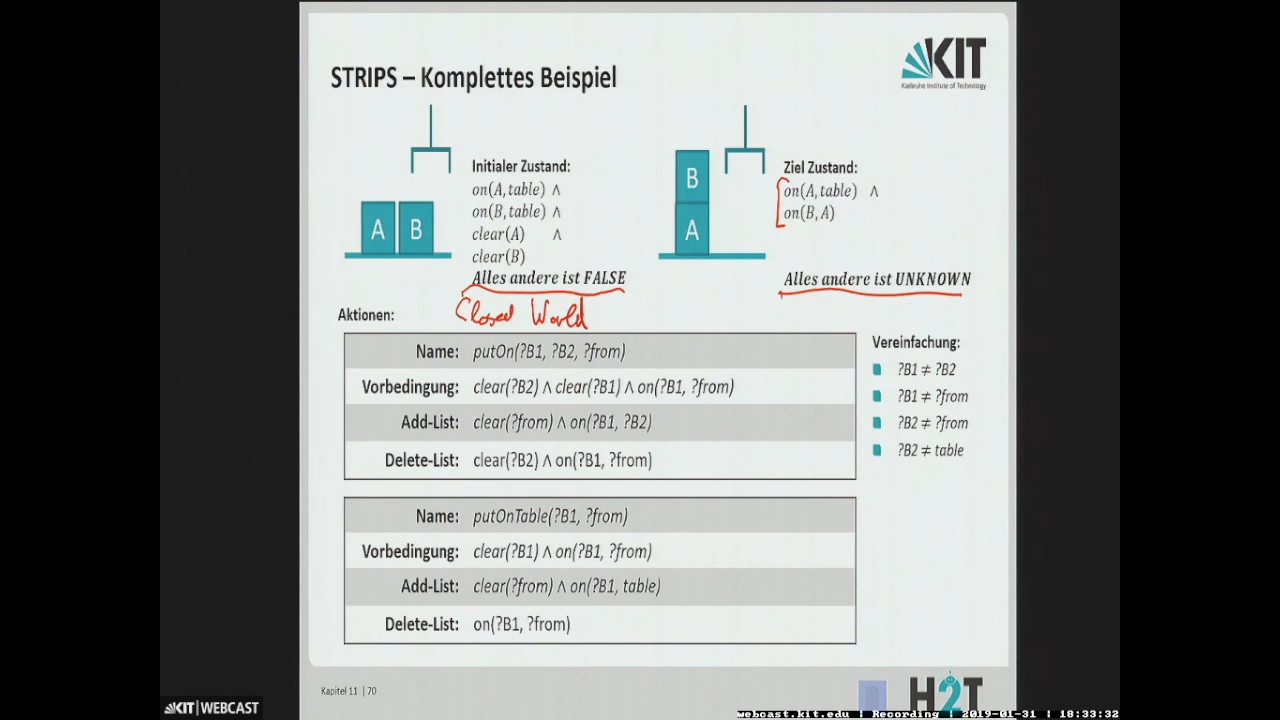 STRIPS – Komplettes Beispiel
KIT
Karlsruhe Institute of Technology
A B
Initialer Zustand:
on(A, table) ∧
on(B, table) ∧
clear(A) ∧
clear(B)
Alles andere ist FALSE
Closed World
B
A
Ziel Zustand:
on(A, table) ∧
on(B, A)
Alles andere ist UNKNOWN
Aktionen:
Name: putOn(?B1, ?B2, ?from)
Vorbedingung: clear(?B2) ∧ clear(?B1) ∧ on(?B1, ?from)
Add-List: clear(?from) ∧ on(?B1, ?B2)
Delete-List: clear(?B2) ∧ on(?B1, ?from)
Vereinfachung:
?B1 ≠ ?B2
?B1 ≠ ?from
?B2 ≠ ?from
?B2 ≠ table
Name: putOnTable(?B1, ?from)
Vorbedingung: clear(?B1) ∧ on(?B1, ?from)
Add-List: clear(?from) ∧ on(?B1, table)
Delete-List: on(?B1, ?from)
Kapitel 11 | 70
H2T
KIT | WEBCAST
webcast.kit.edu | Recording | 2019-01-31 | 18:33:32